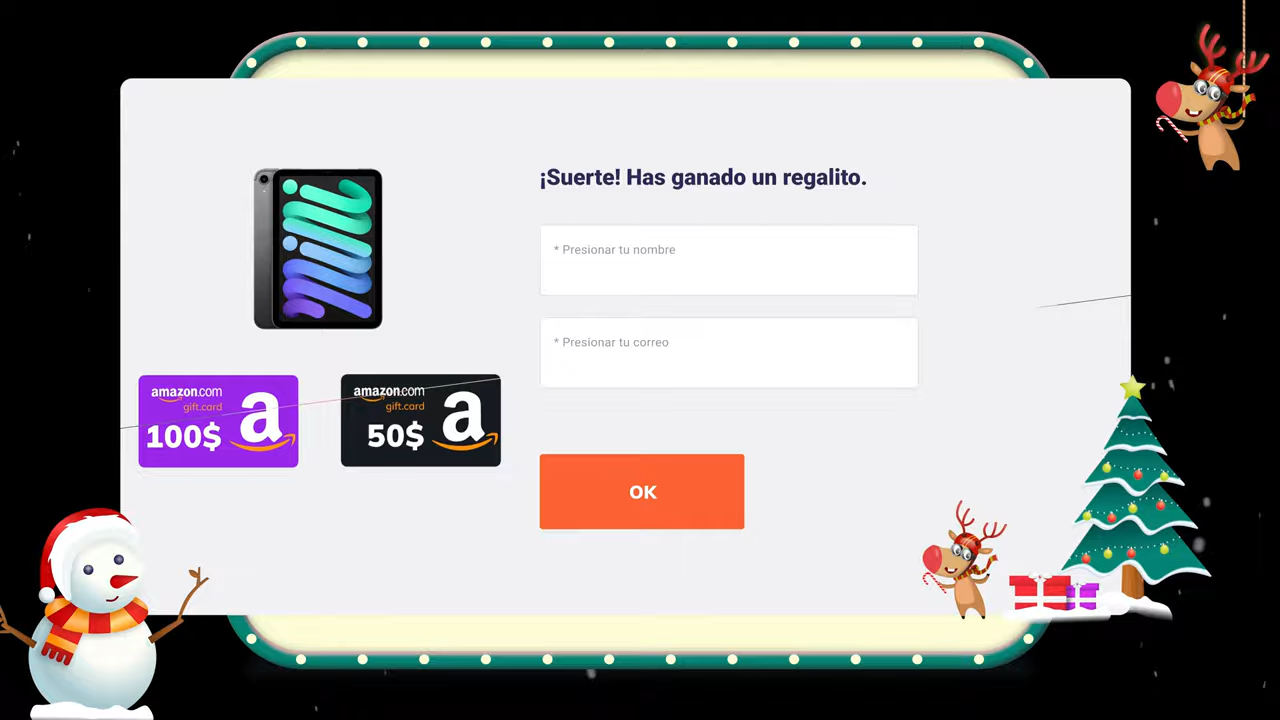 ¡Suerte! Has ganado un regalito.
* Presionar tu nombre
* Presionar tu correo
amazon.com
gift.card
100$
a
amazon.com
gift.card
50$
a
OK